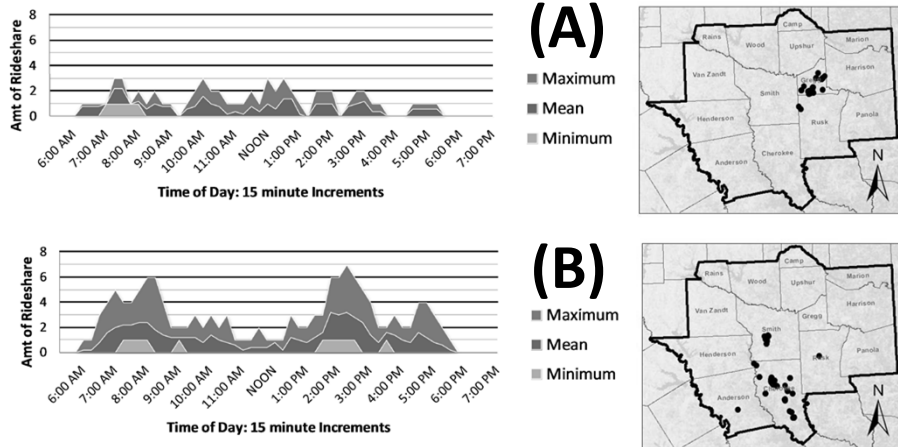 8
6
4
2
0
Amt of Rideshare
6:00 AM
7:00 AM
8:00 AM
9:00 AM
10:00 AM
11:00 AM
NOON
1:00 PM
2:00 PM
3:00 PM
4:00 PM
5:00 PM
6:00 PM
7:00 PM
Time of Day: 15 minute Increments
(A)
Maximum
Mean
Minimum
Camp
Rains
Wood
Upshur
Marion
Harrison
Van Zandt
Gregg
Smith
Henderson
Rusk
Panola
Cherokee
Anderson
N
8
6
4
2
0
Amt of Rideshare
6:00 AM
7:00 AM
8:00 AM
9:00 AM
10:00 AM
11:00 AM
NOON
1:00 PM
2:00 PM
3:00 PM
4:00 PM
5:00 PM
6:00 PM
7:00 PM
Time of Day: 15 minute Increments
(B)
Maximum
Mean
Minimum
Camp
Rains
Wood
Upshur
Marion
Harrison
Van Zandt
Gregg
Smith
Henderson
Rusk
Panola
Anderson
N